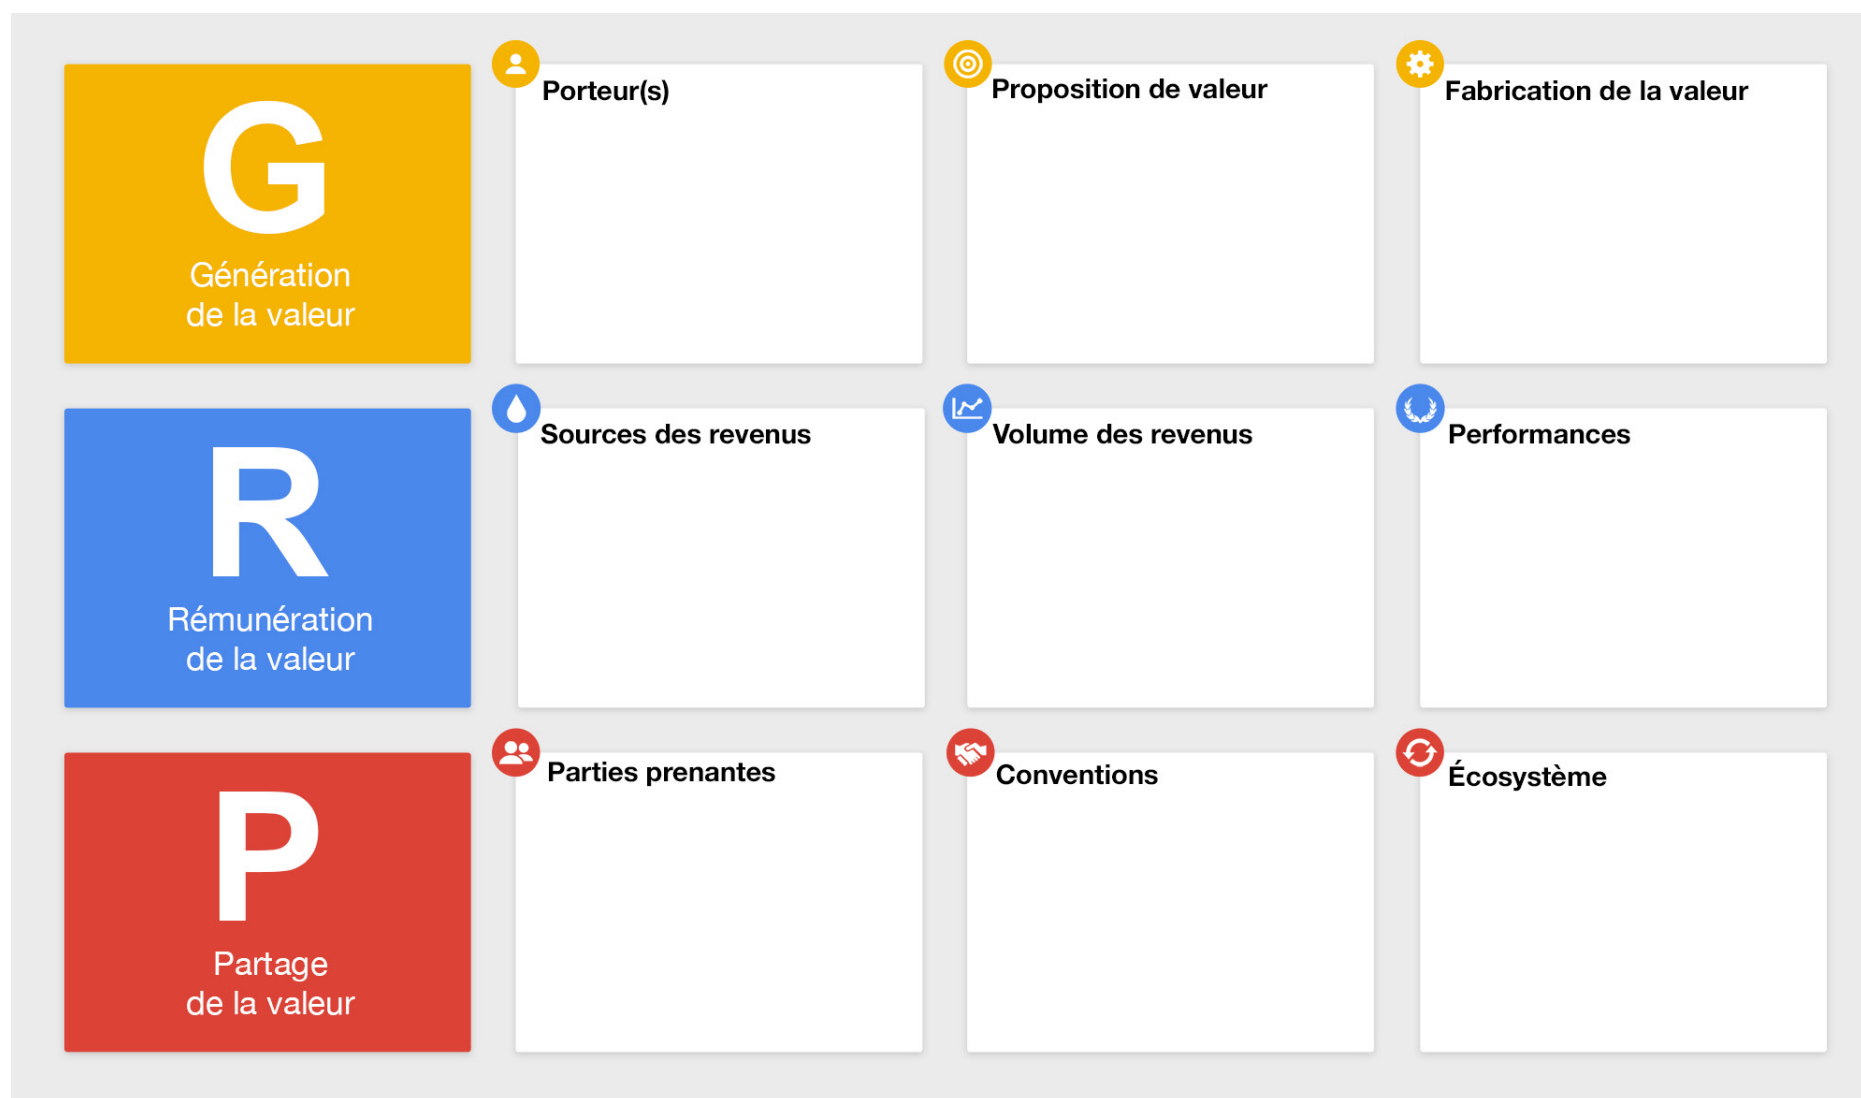 G
Génération
de la valeur
Porteur(s)
Proposition de valeur
Fabrication de la valeur
R
Rémunération
de la valeur
Sources des revenus
Volume des revenus
Performances
P
Partage
de la valeur
Parties prenantes
Conventions
Écosystème